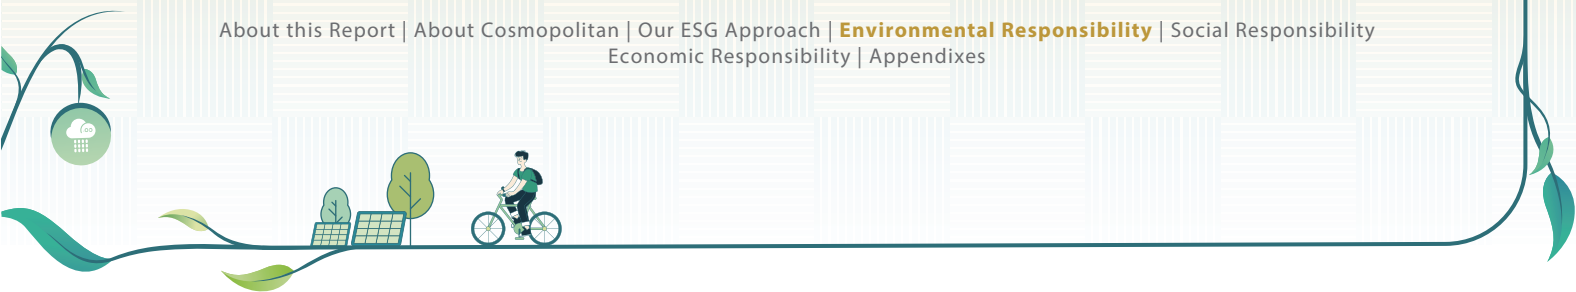 About this Report | About Cosmopolitan | Our ESG Approach | Environmental Responsibility | Social Responsibility
Economic Responsibility | Appendixes